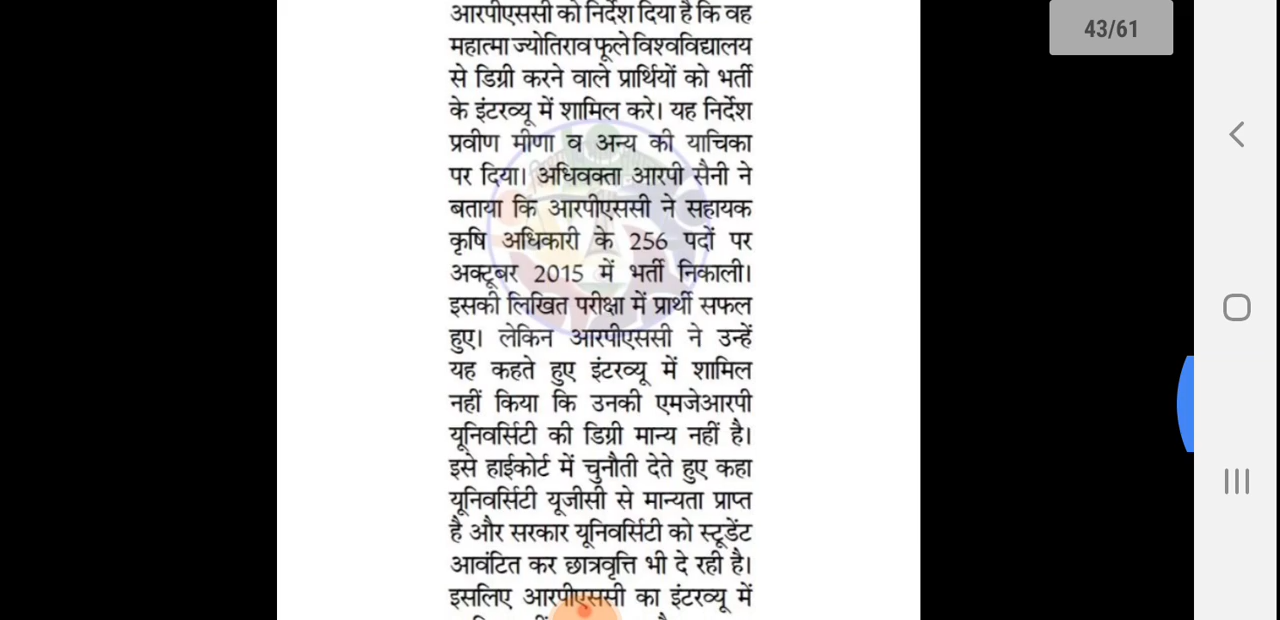 43/61
आरपीएससी को निर्देश दिया है कि वह
महात्मा ज्योतिराव फूले विश्वविद्यालय
से डिग्री करने वाले प्रार्थियों को भर्ती
के इंटरव्यू में शामिल करे। यह निर्देश
प्रवीण मीणा व अन्य की याचिका
पर दिया। अधिवक्ता आरपी सैनी ने
बताया कि आरपीएससी ने सहायक
कृषि अधिकारी के 256 पदों पर
अक्टूबर 2015 में भर्ती निकाली।
इसकी लिखित परीक्षा में प्रार्थी सफल
हुए। लेकिन आरपीएससी ने उन्हें
यह कहते हुए इंटरव्यू में शामिल
नहीं किया कि उनकी एमजेआरपी
यूनिवर्सिटी की डिग्री मान्य नहीं है।
इसे हाईकोर्ट में चुनौती देते हुए कहा
यूनिवर्सिटी यूजीसी से मान्यता प्राप्त
है और सरकार यूनिवर्सिटी को स्टूडेंट
आवंटित कर छात्रवृत्ति भी दे रही है।
इसलिए आरपीएससी का इंटरव्यू में